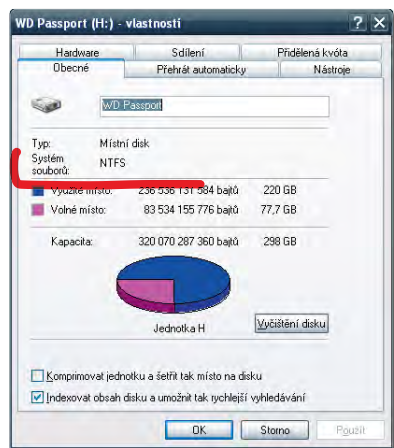 WD Passport (H:) - vlastnosti
Hardware Sdílení Přidělená kvóta
Obecné Přehrát automaticky Nástroje
WD Passport
Typ: Místní disk
Systém souborů: NTFS
Využité místo: 236 536 131 584 bajtů 220 GB
Volné místo: 83 534 155 776 bajtů 77,7 GB
Kapacita: 320 070 287 360 bajtů 298 GB
Jednotka H
Vyčištění disku
Komprimovat jednotku a šetřit tak místo na disku
Indexovat obsah disku a umožnit tak rychlejší vyhledávání
OK Storno Použít